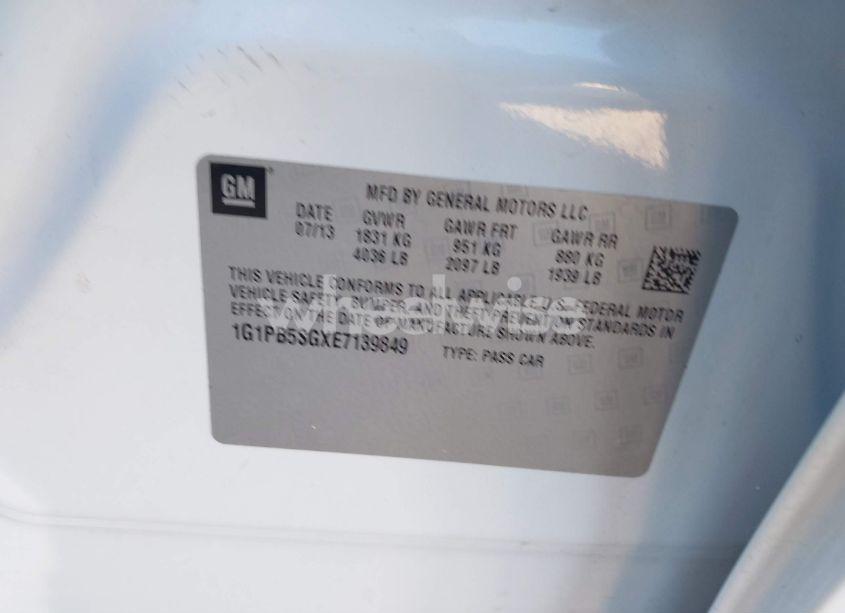 GM
MFD BY GENERAL MOTORS LLC
DATE GVWR GAWR FRT GAWR RR
07/13 1831 KG 951 KG 880 KG
4036 LB 2097 LB 1939 LB
THIS VEHICLE CONFORMS TO ALL APPLICABLE U.S. FEDERAL MOTOR
VEHICLE SAFETY, BUMPER, AND THEFT PREVENTION STANDARDS IN
EFFECT ON THE DATE OF MANUFACTURE SHOWN ABOVE.
1G1PB5SGXE7139849 TYPE: PASS CAR